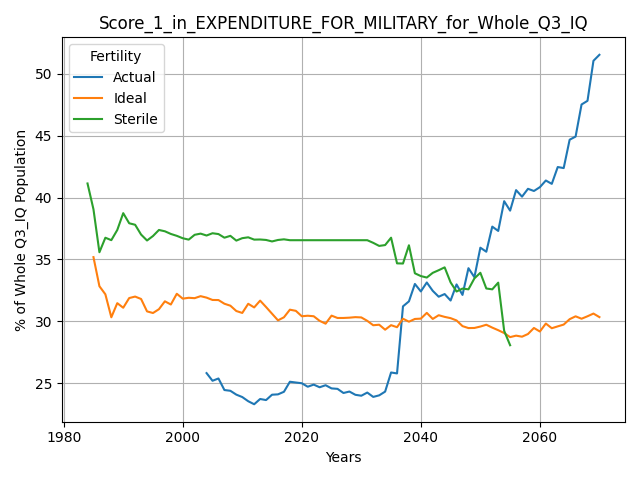 Score_1_in_EXPENDITURE_FOR_MILITARY_for_Whole_Q3_IQ
Fertility
Actual
Ideal
Sterile
% of Whole Q3_IQ Population
50
45
40
35
30
25
1980
2000
2020
2040
2060
Years